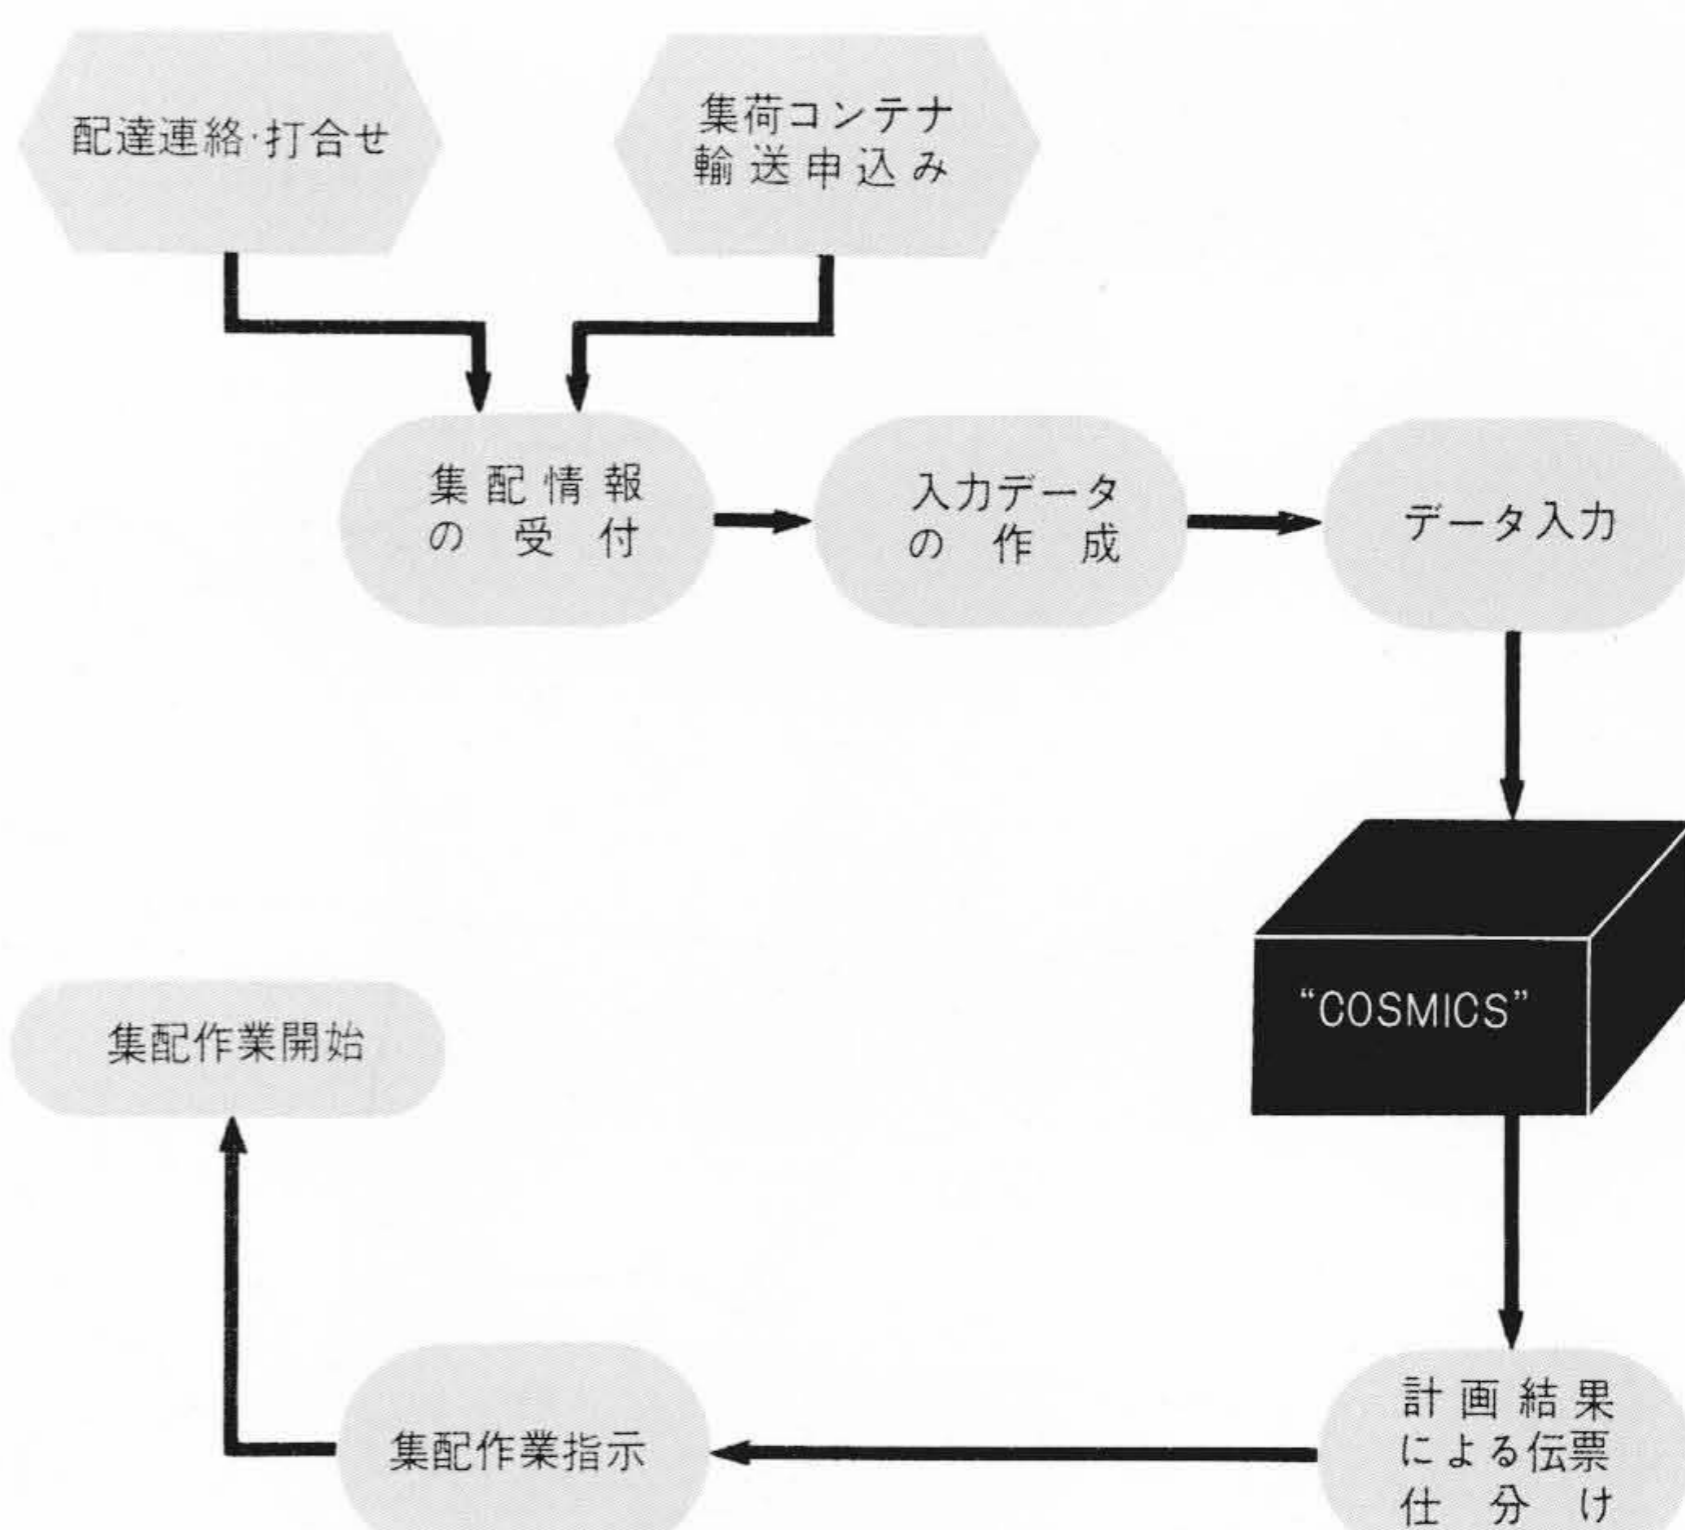 配達連絡・打合せ
集荷コンテナ
輸送申込み
集配情報
の受付
入力データ
の作成
データ入力
“COSMICS”
集配作業開始
集配作業指示
計画結果
による伝票
仕分け